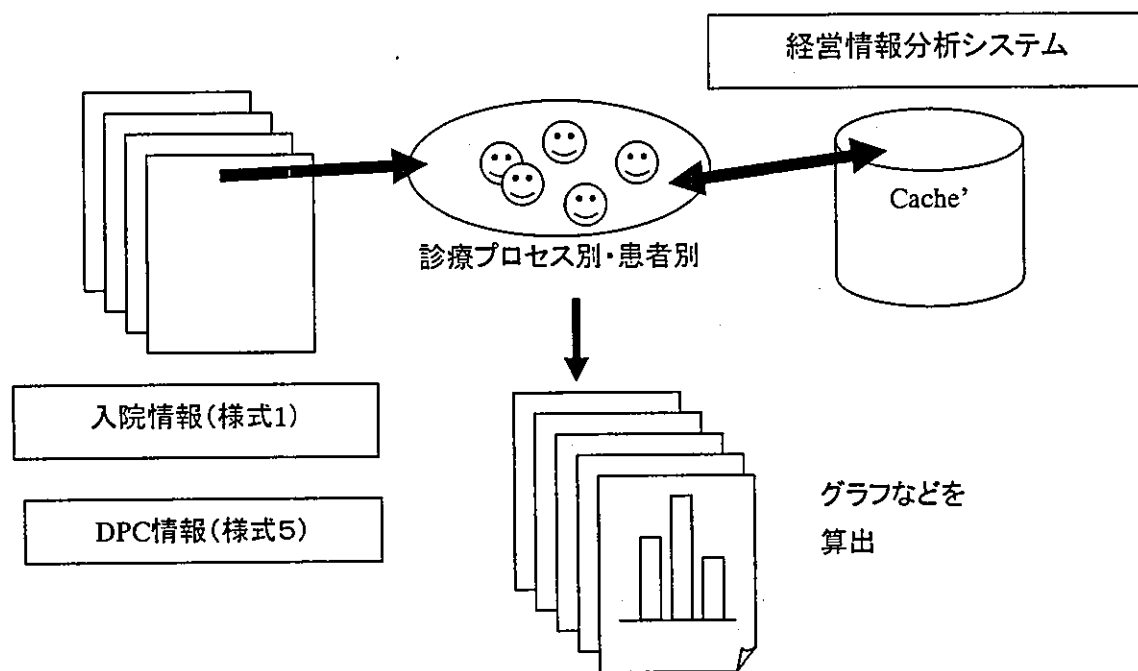 経営情報分析システム
Cache’
診療プロセス別・患者別
入院情報(様式1)
DPC情報(様式5)
グラフなどを
算出